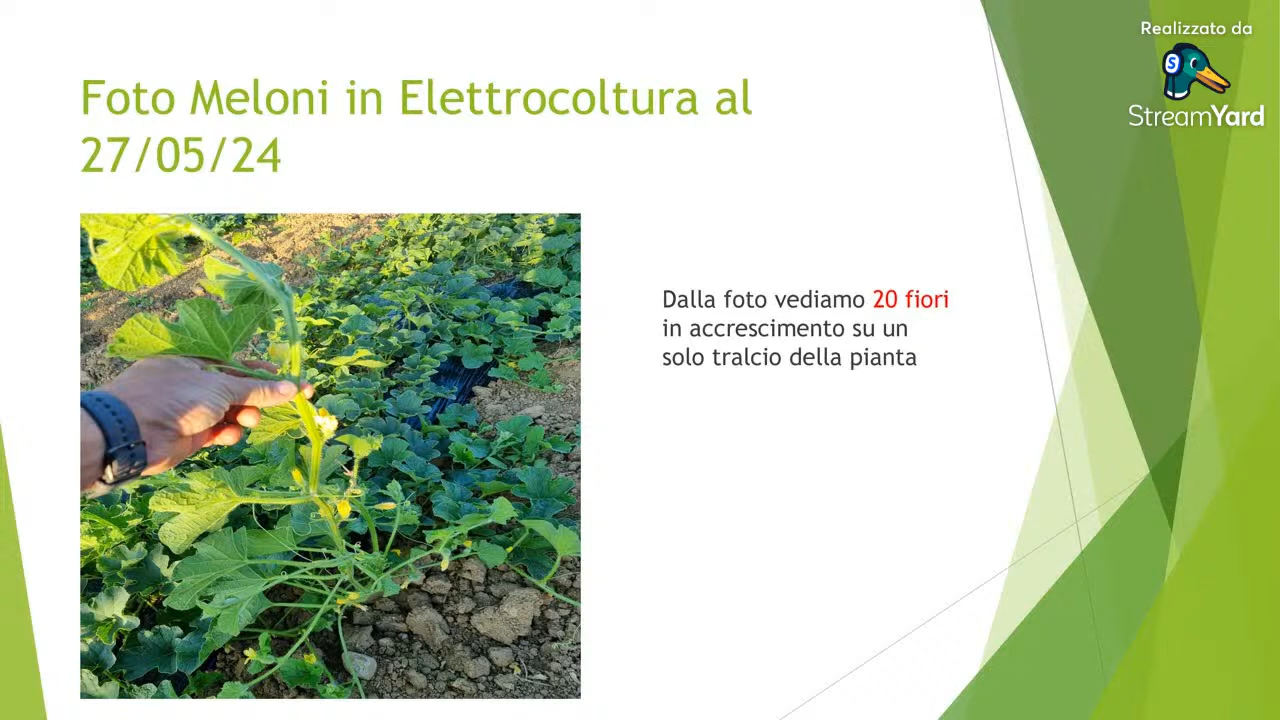 Realizzato da
S
StreamYard
Foto Meloni in Elettrocoltura al
27/05/24
Dalla foto vediamo 20 fiori
in accrescimento su un
solo tralcio della pianta